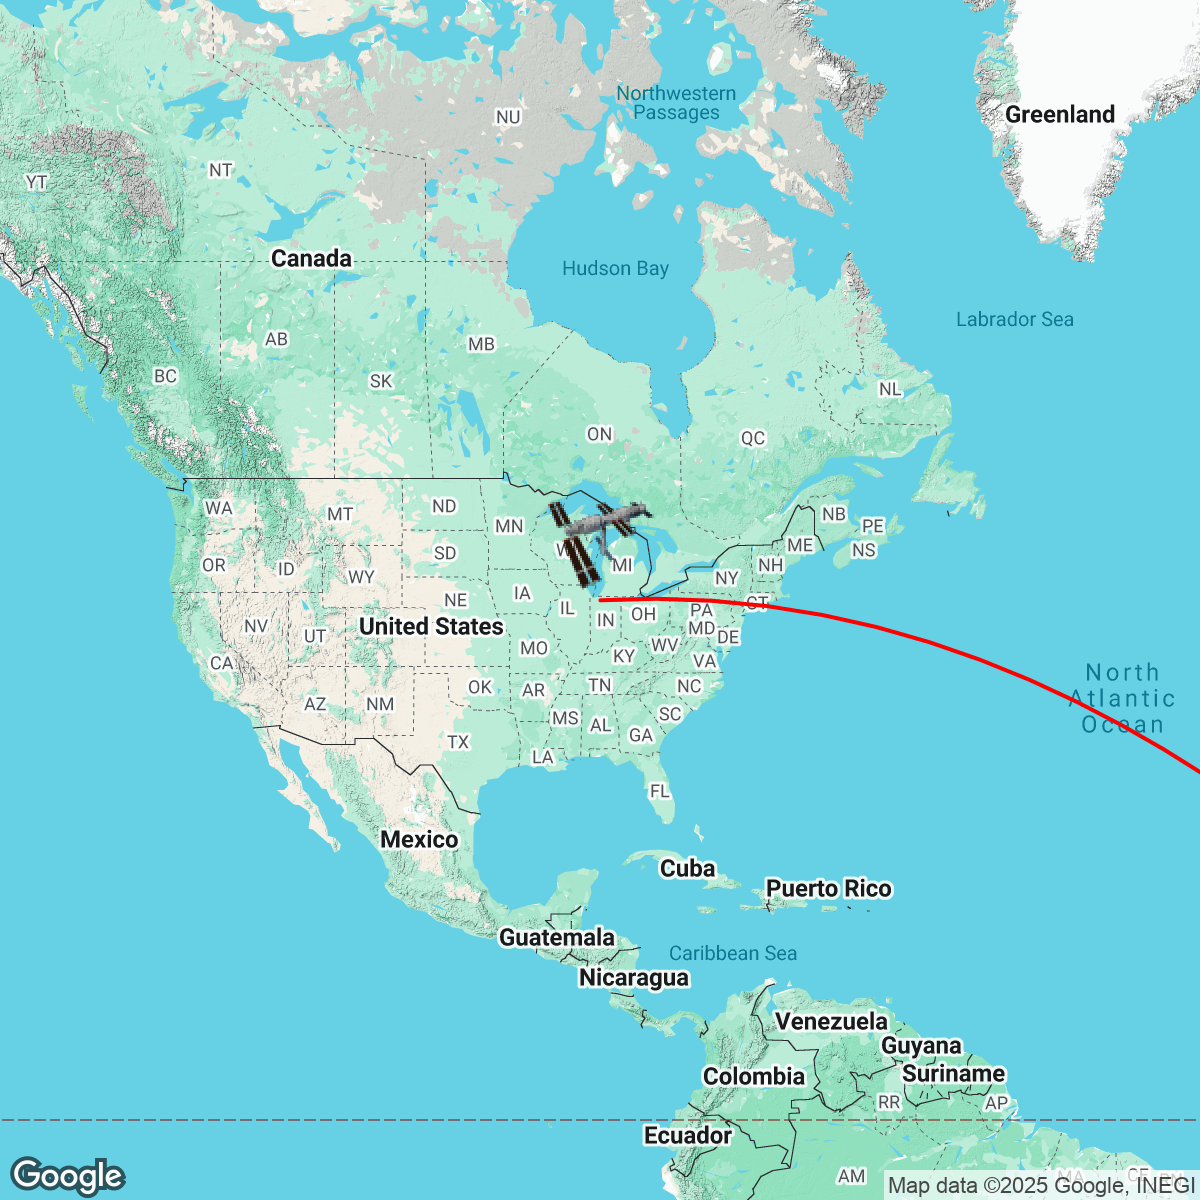 Northwestern
Passages
Greenland
NU
NT
YT
Canada
Hudson Bay
Labrador Sea
AB
MB
BC
SK
NL
ON
QC
WA
MT
ND
MN
NB
PE
ME
NS
OR
ID
SD
WY
MI
NH
NY
NE
IA
IL
IN
OH
PA
CT
NV
UT
United States
MD
DE
CA
MO
KY
WV
VA
North
Atlantic
Ocean
AZ
NM
OK
AR
TN
NC
MS
AL
SC
GA
TX
LA
FL
Mexico
Cuba
Puerto Rico
Guatemala
Caribbean Sea
Nicaragua
Venezuela
Guyana
Colombia
Suriname
RR
AP
Ecuador
AM
MA
CE
Google
Map data ©2025 Google, INEGI